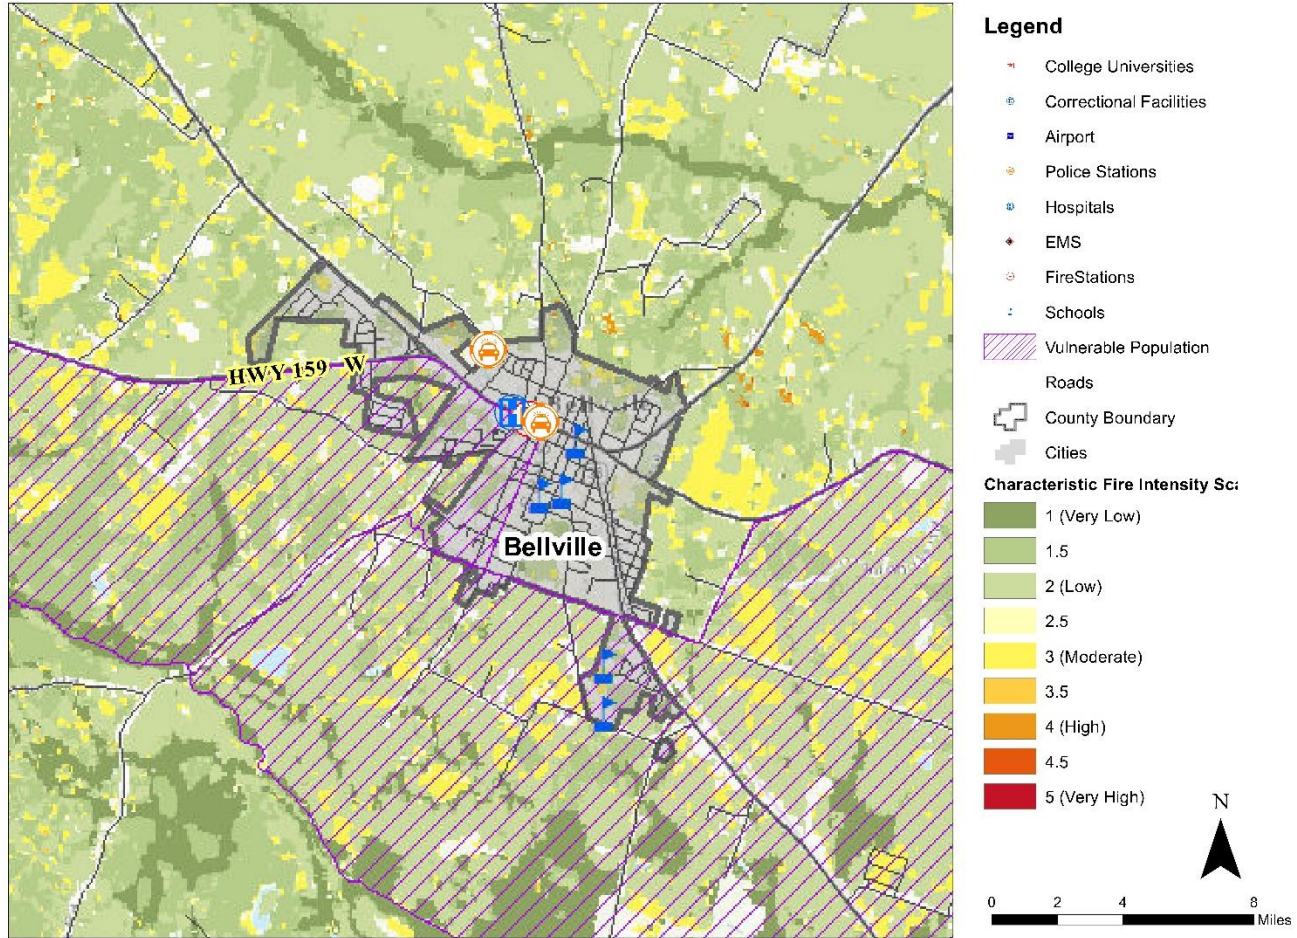 HWY 159 W
Bellville
Legend
College Universities
Correctional Facilities
Airport
Police Stations
Hospitals
EMS
FireStations
Schools
Vulnerable Population
Roads
County Boundary
Cities
Characteristic Fire Intensity Sca
1 (Very Low)
1.5
2 (Low)
2.5
3 (Moderate)
3.5
4 (High)
4.5
5 (Very High)
N
0 2 4 8
Miles